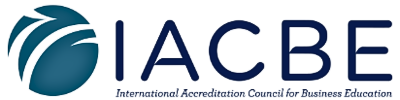 IACBE
International Accreditation Council for Business Education